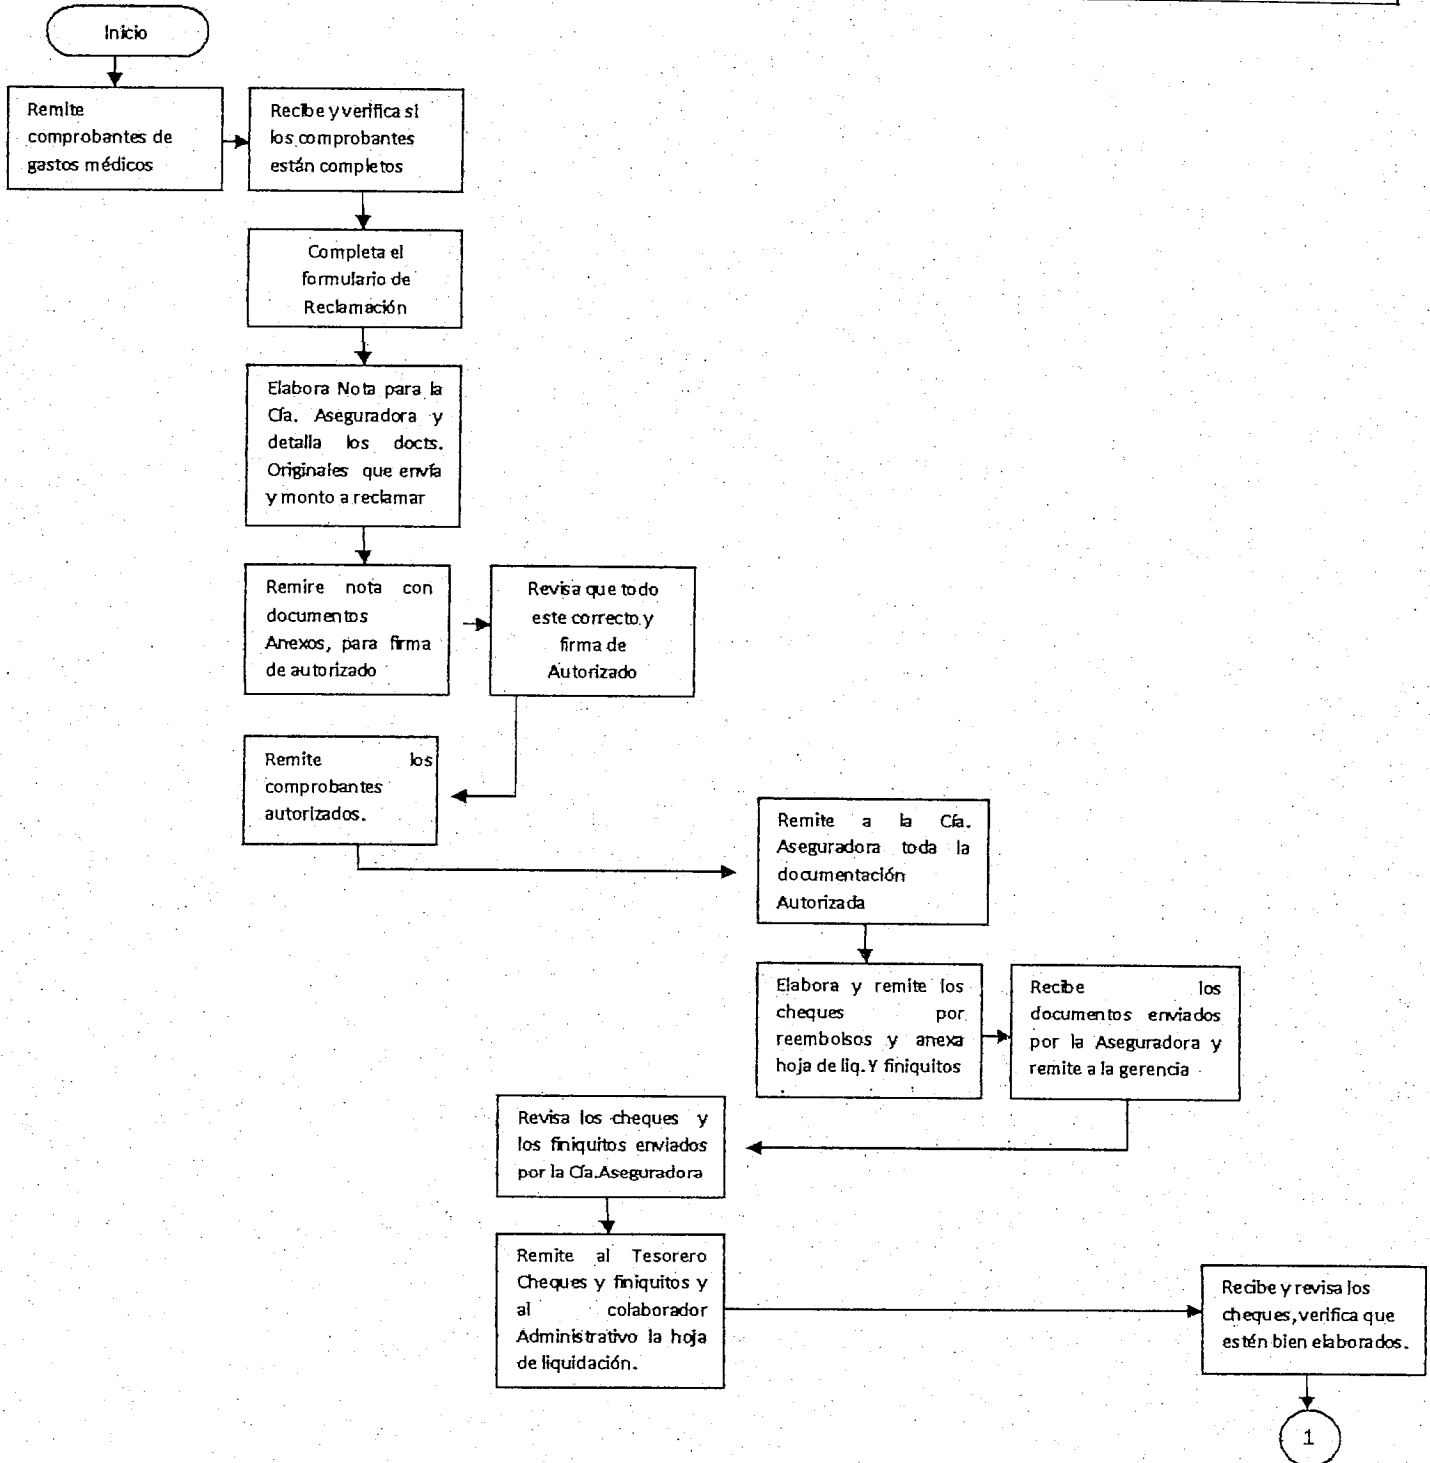 Inicio
Remite
comprobantes de
gastos médicos
Recibe y verifica si
los comprobantes
están completos
Completa el
formulario de
Reclamación
Elabora Nota para la
Cía. Aseguradora y
detalla los docts.
Originales que envía
y monto a reclamar
Remire nota con
documentos
Anexos, para firma
de autorizado
Revisa que todo
este correcto y
firma de
Autorizado
Remite los
comprobantes
autorizados.
Remite a la Cía.
Aseguradora toda la
documentación
Autorizada
Elabora y remite los
cheques por
reembolsos y anexa
hoja de liq. Y finiquitos
Recibe los
documentos enviados
por la Aseguradora y
remite a la gerencia
Revisa los cheques y
los finiquitos enviados
por la Cía.Aseguradora
Remite al Tesorero
Cheques y finiquitos y
al colaborador
Administrativo la hoja
de liquidación.
Recibe y revisa los
cheques, verifica que
estén bien elaborados.
1